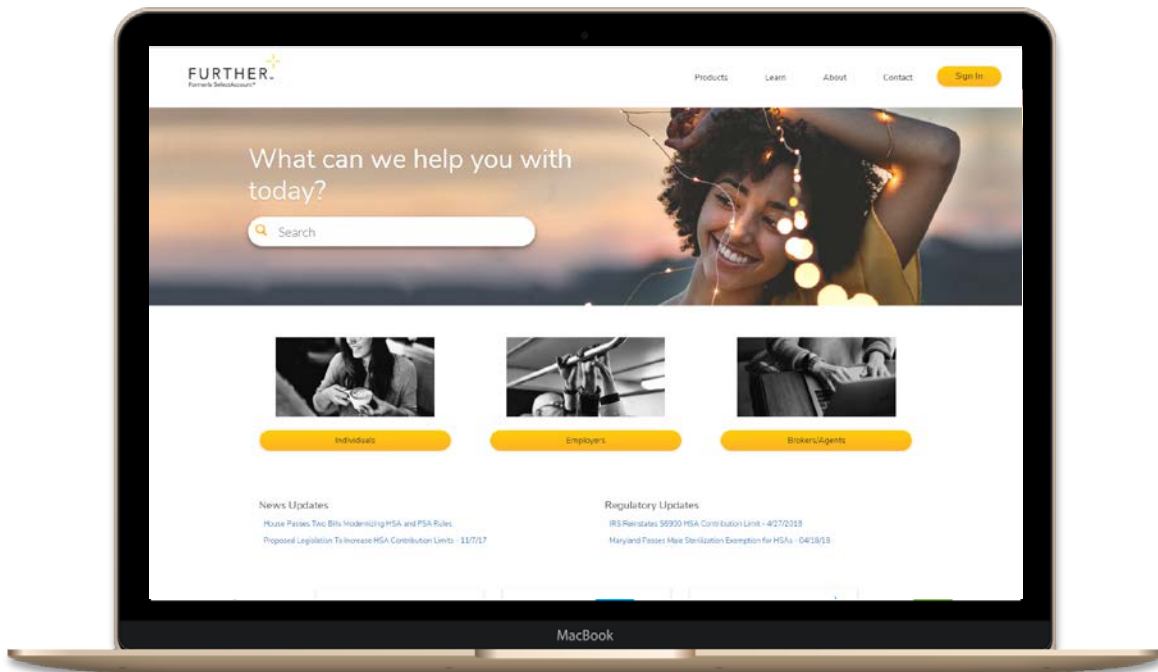 FURTHER™
Formerly SelectAccount®
Products Learn About Contact Sign In
What can we help you with
today?
Search
Individuals Employers Brokers/Agents
News Updates
House Passes Two Bills Modernizing HSA and FSA Rules
Proposed Legislation To Increase HSA Contribution Limits - 11/7/17
Regulatory Updates
IRS Reinstates $6900 HSA Contribution Limit - 4/27/2018
Maryland Passes Male Sterilization Exemption for HSAs - 04/18/18
MacBook